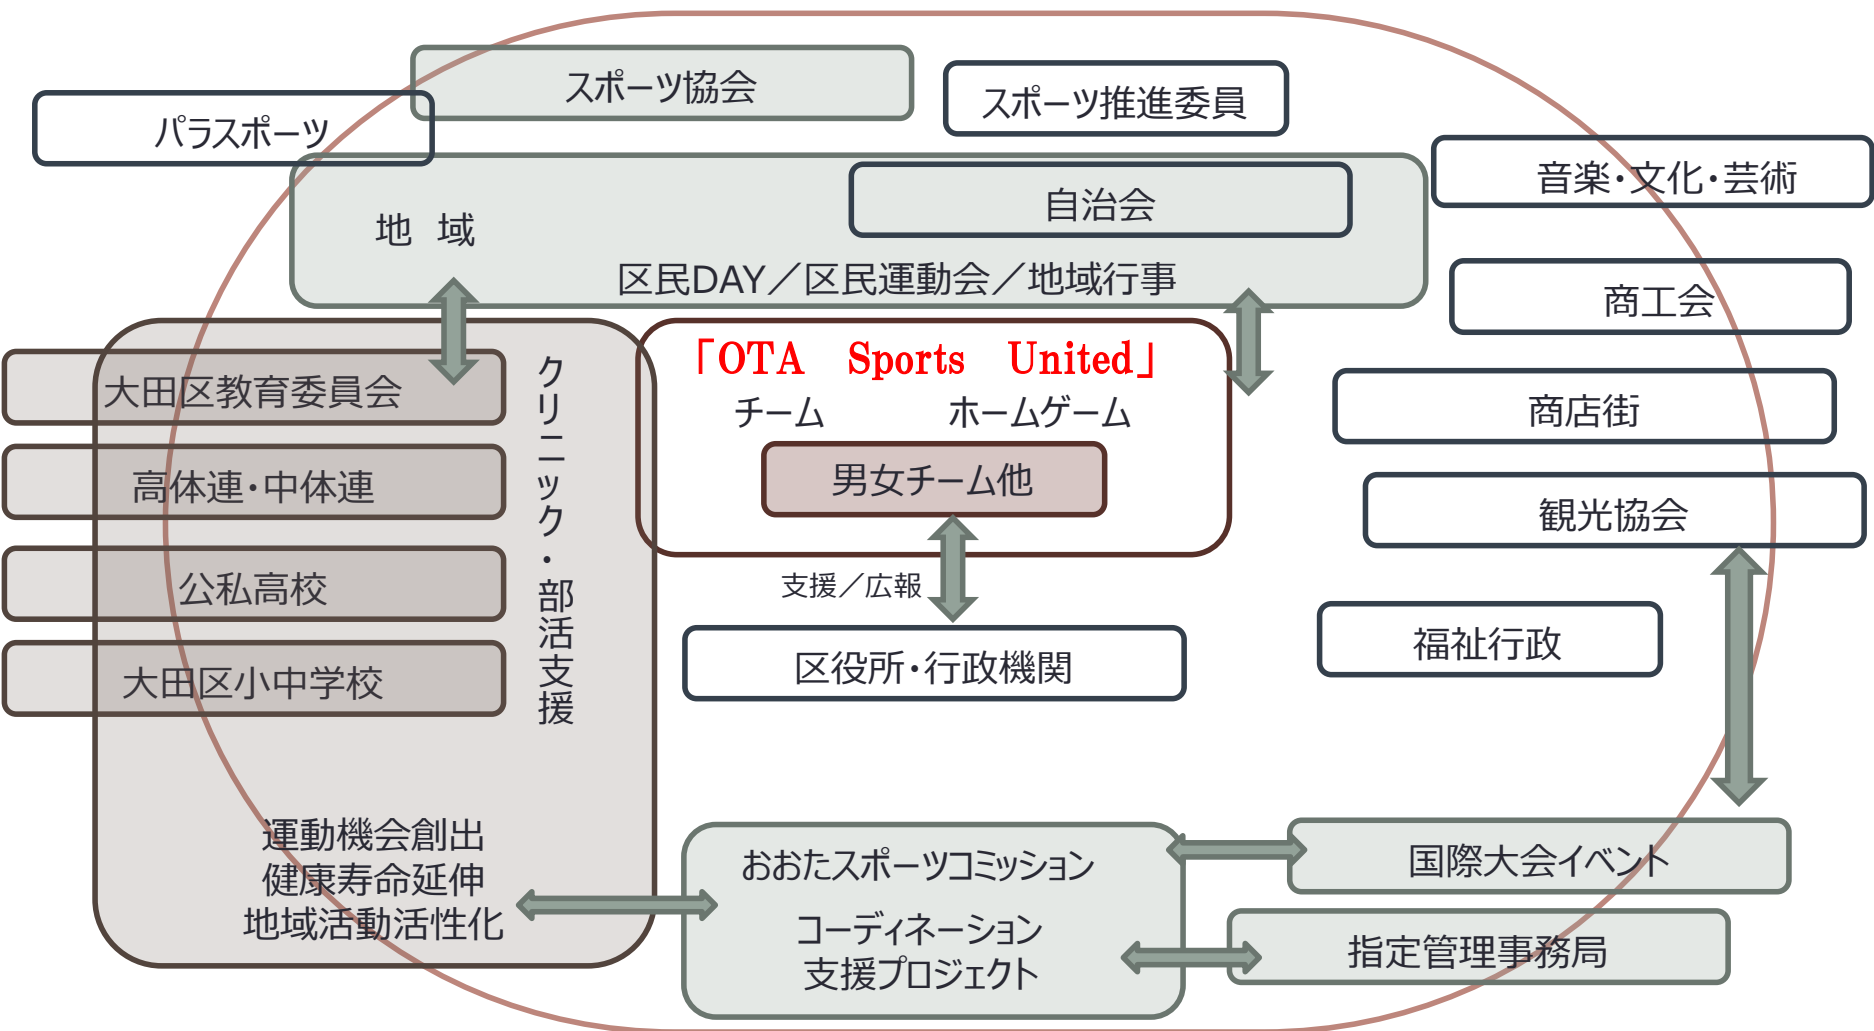 スポーツ協会
スポーツ推進委員
パラスポーツ
音楽・文化・芸術
自治会
地　域
区民DAY／区民運動会／地域行事
商工会
「OTA　Sports　United」
チーム　ホームゲーム
男女チーム他
大田区教育委員会
高体連・中体連
公私高校
大田区小中学校
クリニック・部活支援
商店街
観光協会
支援／広報
区役所・行政機関
福祉行政
運動機会創出
健康寿命延伸
地域活動活性化
おおたスポーツコミッション
コーディネーション
支援プロジェクト
国際大会イベント
指定管理事務局